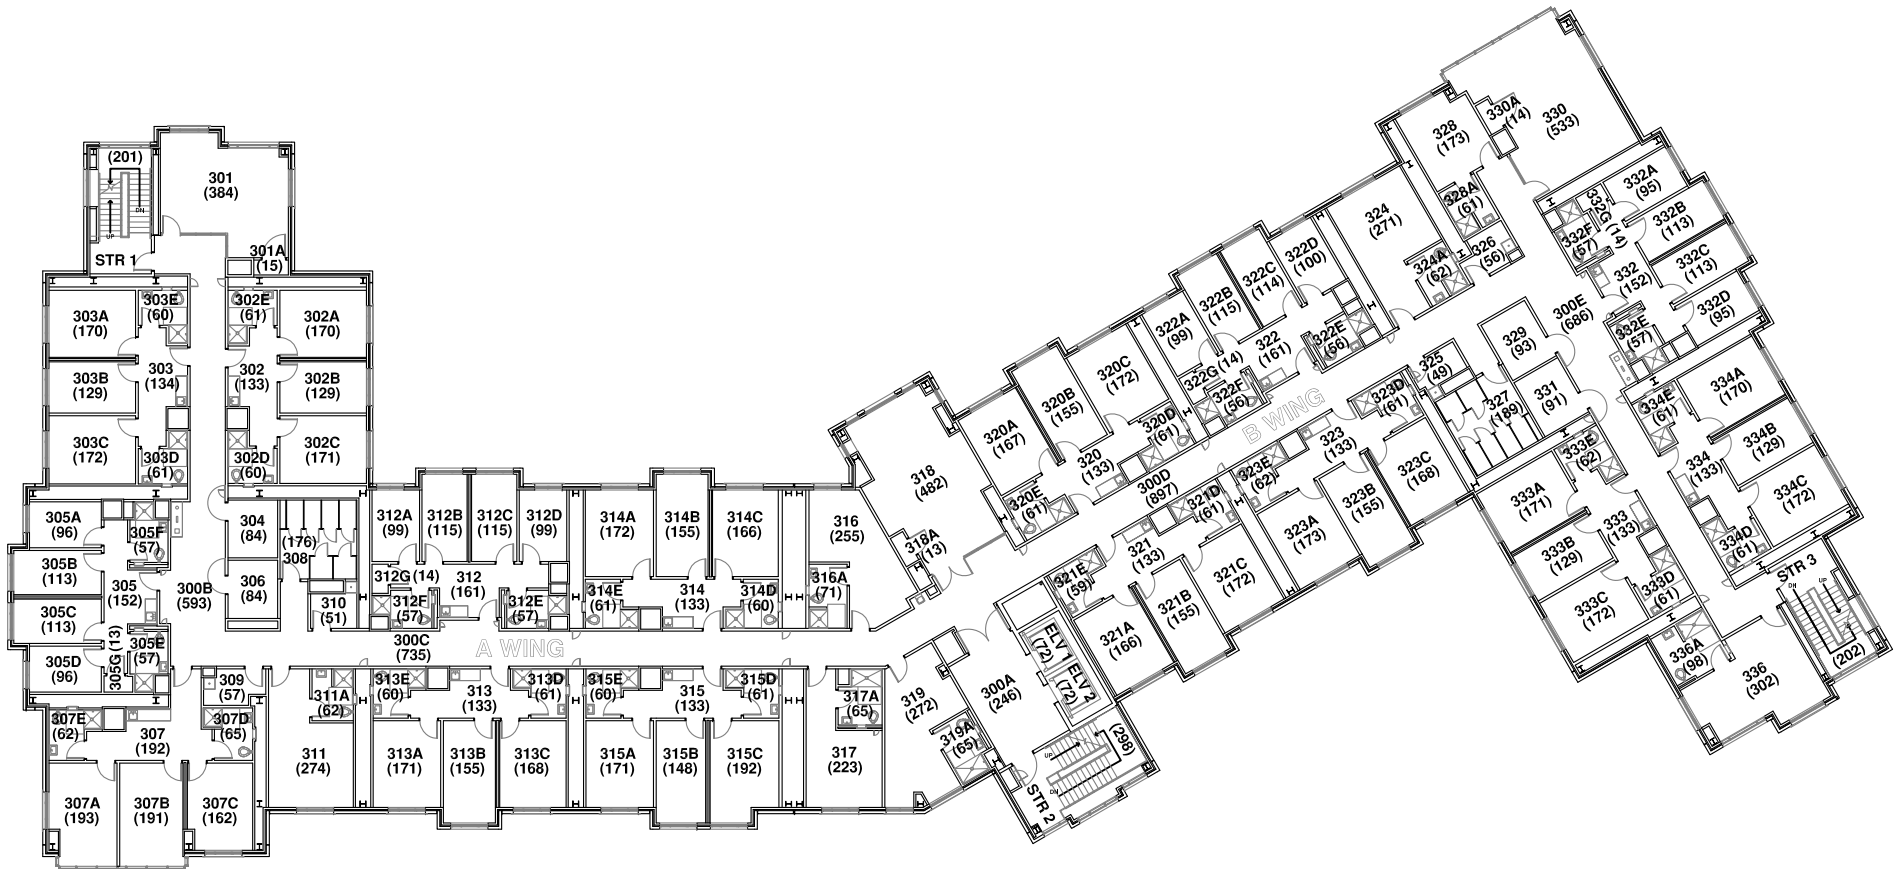 (201)
301
(384)
STR 1
UP
DN
301A
(15)
303E
(60)
302E
(61)
303A
(170)
302A
(170)
303
(134)
302
(133)
303B
(129)
302B
(129)
303C
(172)
303D
(61)
302D
(60)
302C
(171)
305A
(96)
305F
(57)
305B
(113)
305
(152)
305C
(113)
305G (13)
305E
(57)
305D
(96)
300B
(593)
304
(84)
306
(84)
(176)
308
310
(51)
312A
(99)
312B
(115)
312C
(115)
312D
(99)
312G (14)
312
(161)
312F
(57)
312E
(57)
300C
(735)
A WING
314A
(172)
314B
(155)
314C
(166)
314E
(61)
314
(133)
314D
(60)
316
(255)
316A
(71)
307E
(62)
307
(192)
307D
(65)
309
(57)
307A
(193)
307B
(191)
307C
(162)
311A
(62)
311
(274)
313E
(60)
313
(133)
313D
(61)
313A
(171)
313B
(155)
313C
(168)
315E
(60)
315
(133)
315D
(61)
315A
(171)
315B
(148)
315C
(192)
317A
(65)
317
(223)
318
(482)
318A
(13)
319
(272)
319A
(65)
300A
(246)
ELV 1
(72)
ELV 2
(72)
STR 2
(298)
UP
DN
320A
(167)
320B
(155)
320C
(172)
320D
(61)
320
(133)
320E
(61)
300D
(897)
B WING
321E
(59)
321
(133)
321D
(61)
321A
(166)
321B
(155)
321C
(172)
322A
(99)
322B
(115)
322C
(114)
322D
(100)
322G (14)
322
(161)
322F
(56)
322E
(56)
323E
(62)
323
(133)
323D
(61)
323A
(173)
323B
(155)
323C
(168)
324
(271)
324A
(62)
325
(49)
326
(56)
327
(189)
328
(173)
328A
(61)
329
(93)
331
(91)
330A
(14)
330
(533)
300E
(686)
332A
(95)
332B
(113)
332C
(113)
332D
(95)
332G (14)
332F
(57)
332
(152)
332E
(57)
334A
(170)
334B
(129)
334C
(172)
334E
(61)
334
(133)
334D
(61)
333E
(62)
333A
(171)
333
(133)
333B
(129)
333C
(172)
333D
(61)
STR 3
DN
UP
(202)
336A
(98)
336
(302)